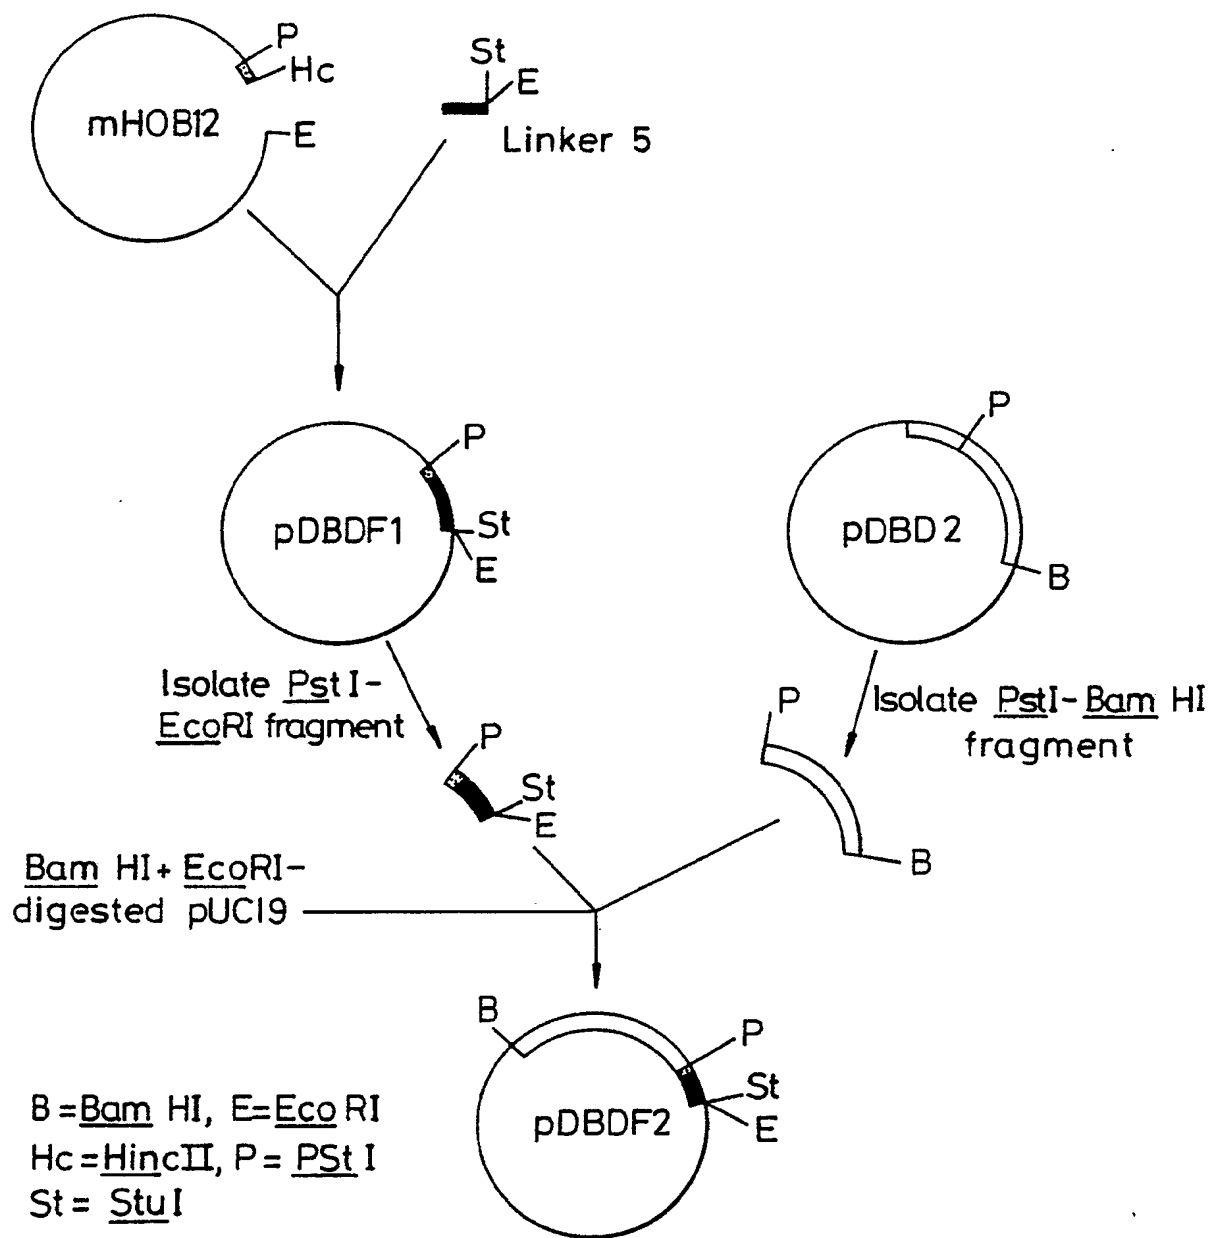 P
Hc
mHOB12
E
St
E
Linker 5
P
pDBDF1
St
E
P
pDBD2
B
Isolate PstI-
EcoRI fragment
P
St
E
P
Isolate PstI-Bam HI
fragment
B
Bam HI + EcoRI-
digested pUC19
B
P
St
pDBDF2
E
B = Bam HI, E = Eco RI
Hc = HincII, P = PSt I
St = StuI